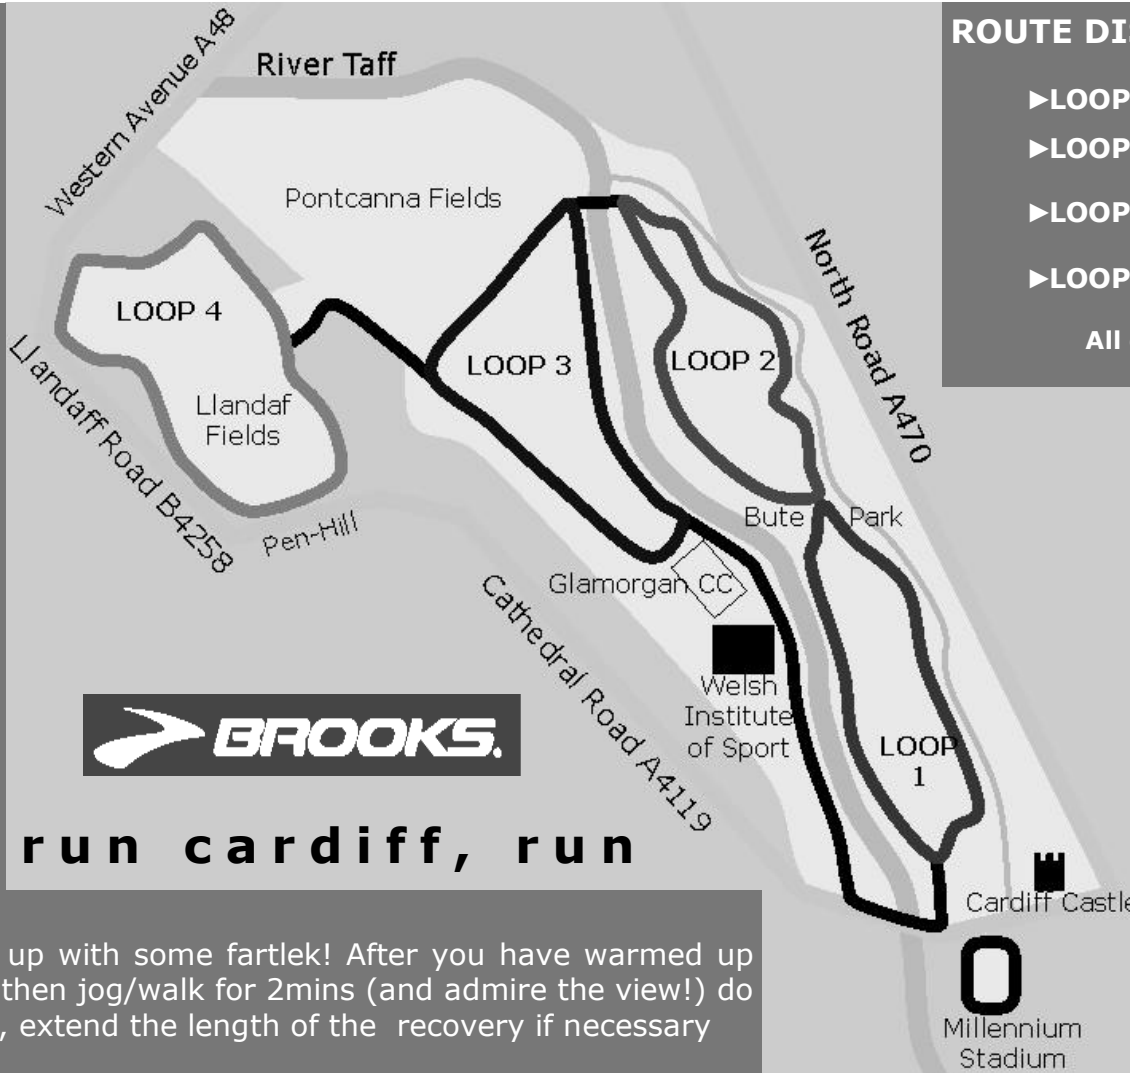 ROUTE DI
►LOOP
►LOOP
►LOOP
►LOOP
All
Western Avenue A48
River Taff
Pontcanna Fields
North Road A470
LOOP 4
LOOP 3
LOOP 2
Llandaf
Fields
Llandaff Road B4258
Pen-Hill
Bute Park
Glamorgan CC
Cathedral Road A4119
Welsh
Institute
of Sport
LOOP
1
BROOKS.
run cardiff, run
Cardiff Castle
up with some fartlek! After you have warmed up
then jog/walk for 2mins (and admire the view!) do
, extend the length of the recovery if necessary
Millennium
Stadium